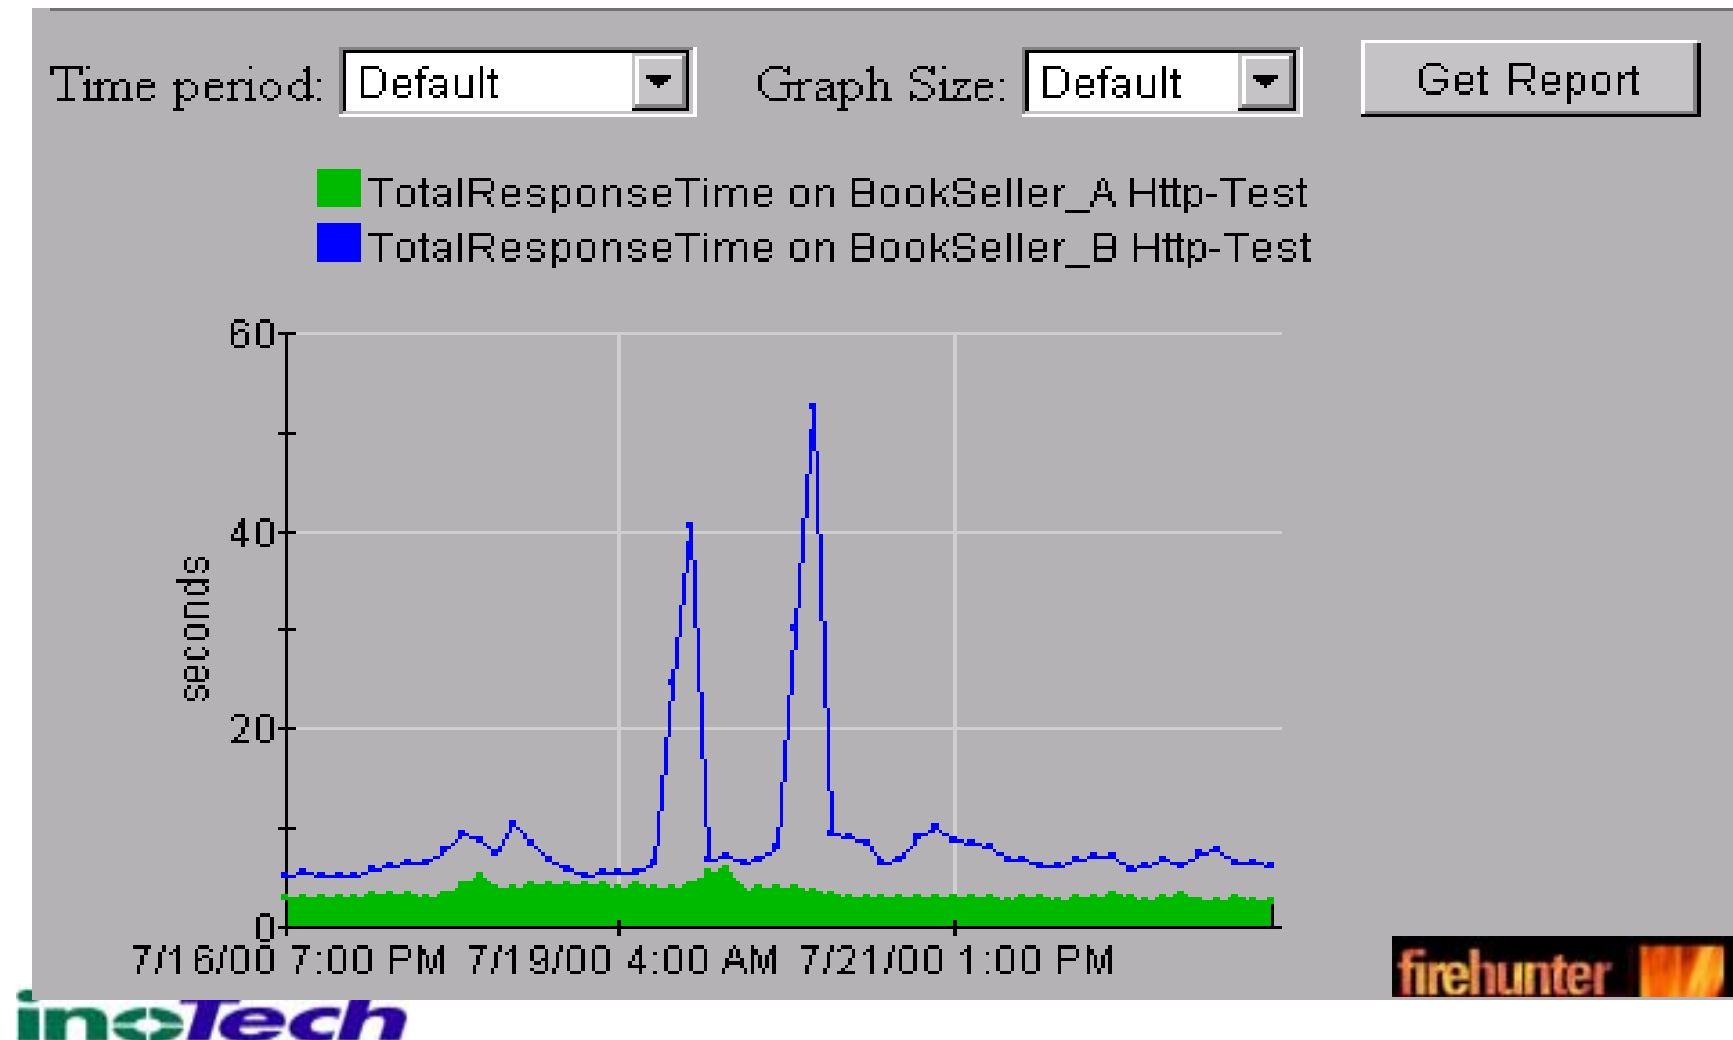 Time period: Default Graph Size: Default Get Report
TotalResponseTime on BookSeller_A Http-Test
TotalResponseTime on BookSeller_B Http-Test
60
40
seconds
20
0
7/16/00 7:00 PM 7/19/00 4:00 AM 7/21/00 1:00 PM
firehunter
inoTech